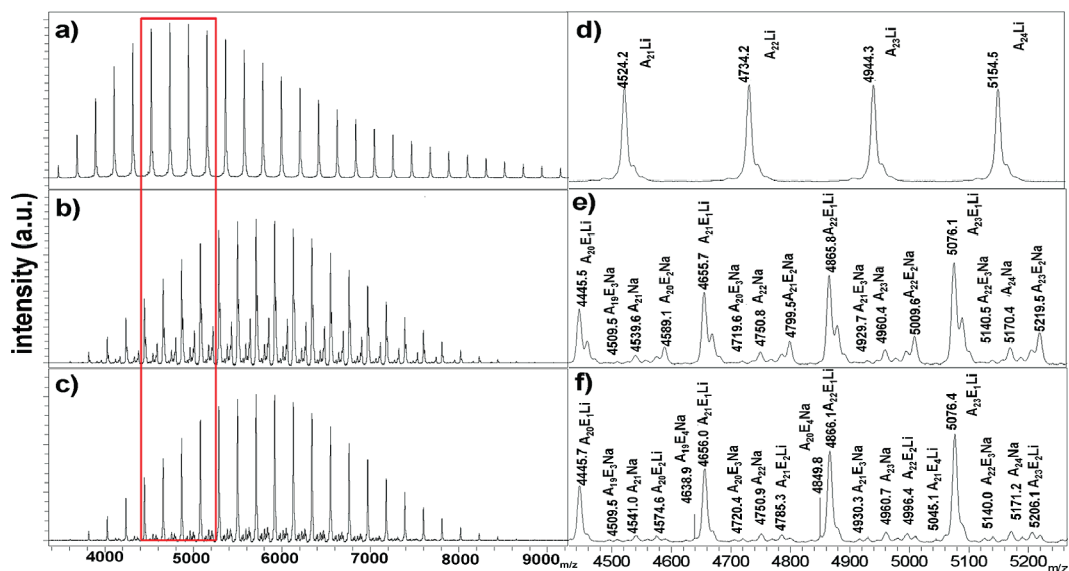 a)
b)
c)
intensity (a.u.)
4000 5000 6000 7000 8000 9000 m/z
d)
4524.2 A₂₁Li
4734.2 A₂₂Li
4944.3 A₂₃Li
5154.5 A₂₄Li
e)
4445.5 A₂₀E₁Li
4509.5 A₁₉E₃Na
4539.6 A₂₁Na
4589.1 A₂₀E₂Na
4655.7 A₂₁E₁Li
4719.6 A₂₀E₃Na
4750.8 A₂₂Na
4799.5 A₂₁E₂Na
4865.8 A₂₂E₁Li
4929.7 A₂₁E₃Na
4960.4 A₂₃Na
5009.6 A₂₂E₂Na
5076.1 A₂₃E₁Li
5140.5 A₂₂E₃Na
5170.4 A₂₄Na
5219.5 A₂₃E₂Na
f)
4445.7 A₂₀E₁Li
4509.5 A₁₉E₃Na
4541.0 A₂₁Na
4574.6 A₂₀E₂Li
4638.9 A₁₉E₄Na
4656.0 A₂₁E₁Li
4720.4 A₂₀E₃Na
4750.9 A₂₂Na
4785.3 A₂₁E₂Li
4849.8 A₂₀E₄Na
4866.1 A₂₂E₁Li
4930.3 A₂₁E₃Na
4960.7 A₂₃Na
4996.4 A₂₂E₂Li
5045.1 A₂₁E₄Li
5076.4 A₂₃E₁Li
5140.0 A₂₂E₃Na
5171.2 A₂₄Na
5206.1 A₂₃E₂Li
4500 4600 4700 4800 4900 5000 5100 5200 m/z